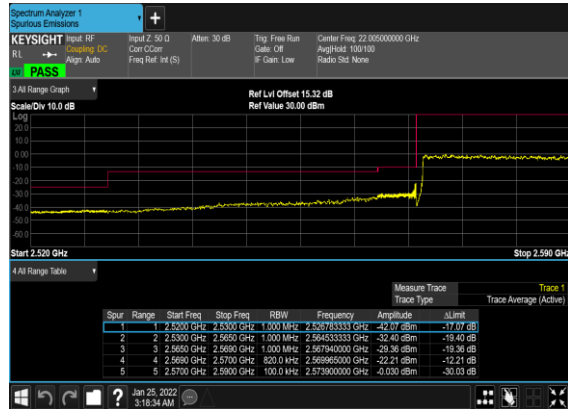 Spectrum Analyzer 1
Spurious Emissions
KEYSIGHT Input: RF Input Z: 50 Ω Atten: 30 dB Trig: Free Run Center Freq: 22.005000000 GHz
RL Coupling: DC Corr CCorr Gate: Off Avg|Hold: 100/100
Align: Auto Freq Ref: Int (S) IF Gain: Low Radio Std: None
PASS
3 All Range Graph
Ref Lvl Offset 15.32 dB
Scale/Div 10.0 dB Ref Value 30.00 dBm
Log
20.0
10.0
0.00
-10.0
-20.0
-30.0
-40.0
-50.0
-60.0
Start 2.520 GHz Stop 2.590 GHz
4 All Range Table
Measure Trace Trace 1
Trace Type Trace Average (Active)
Spur Range Start Freq Stop Freq RBW Frequency Amplitude ΔLimit
1 1 2.5200 GHz 2.5300 GHz 1.000 MHz 2.526783333 GHz -42.07 dBm -17.07 dB
2 2 2.5300 GHz 2.5650 GHz 1.000 MHz 2.564533333 GHz -32.40 dBm -19.40 dB
3 3 2.5650 GHz 2.5690 GHz 1.000 MHz 2.567940000 GHz -29.36 dBm -19.36 dB
4 4 2.5690 GHz 2.5700 GHz 820.0 kHz 2.569965000 GHz -22.21 dBm -12.21 dB
5 5 2.5700 GHz 2.5900 GHz 100.0 kHz 2.573900000 GHz -0.030 dBm -30.03 dB
Jan 25, 2022
3:18:34 AM